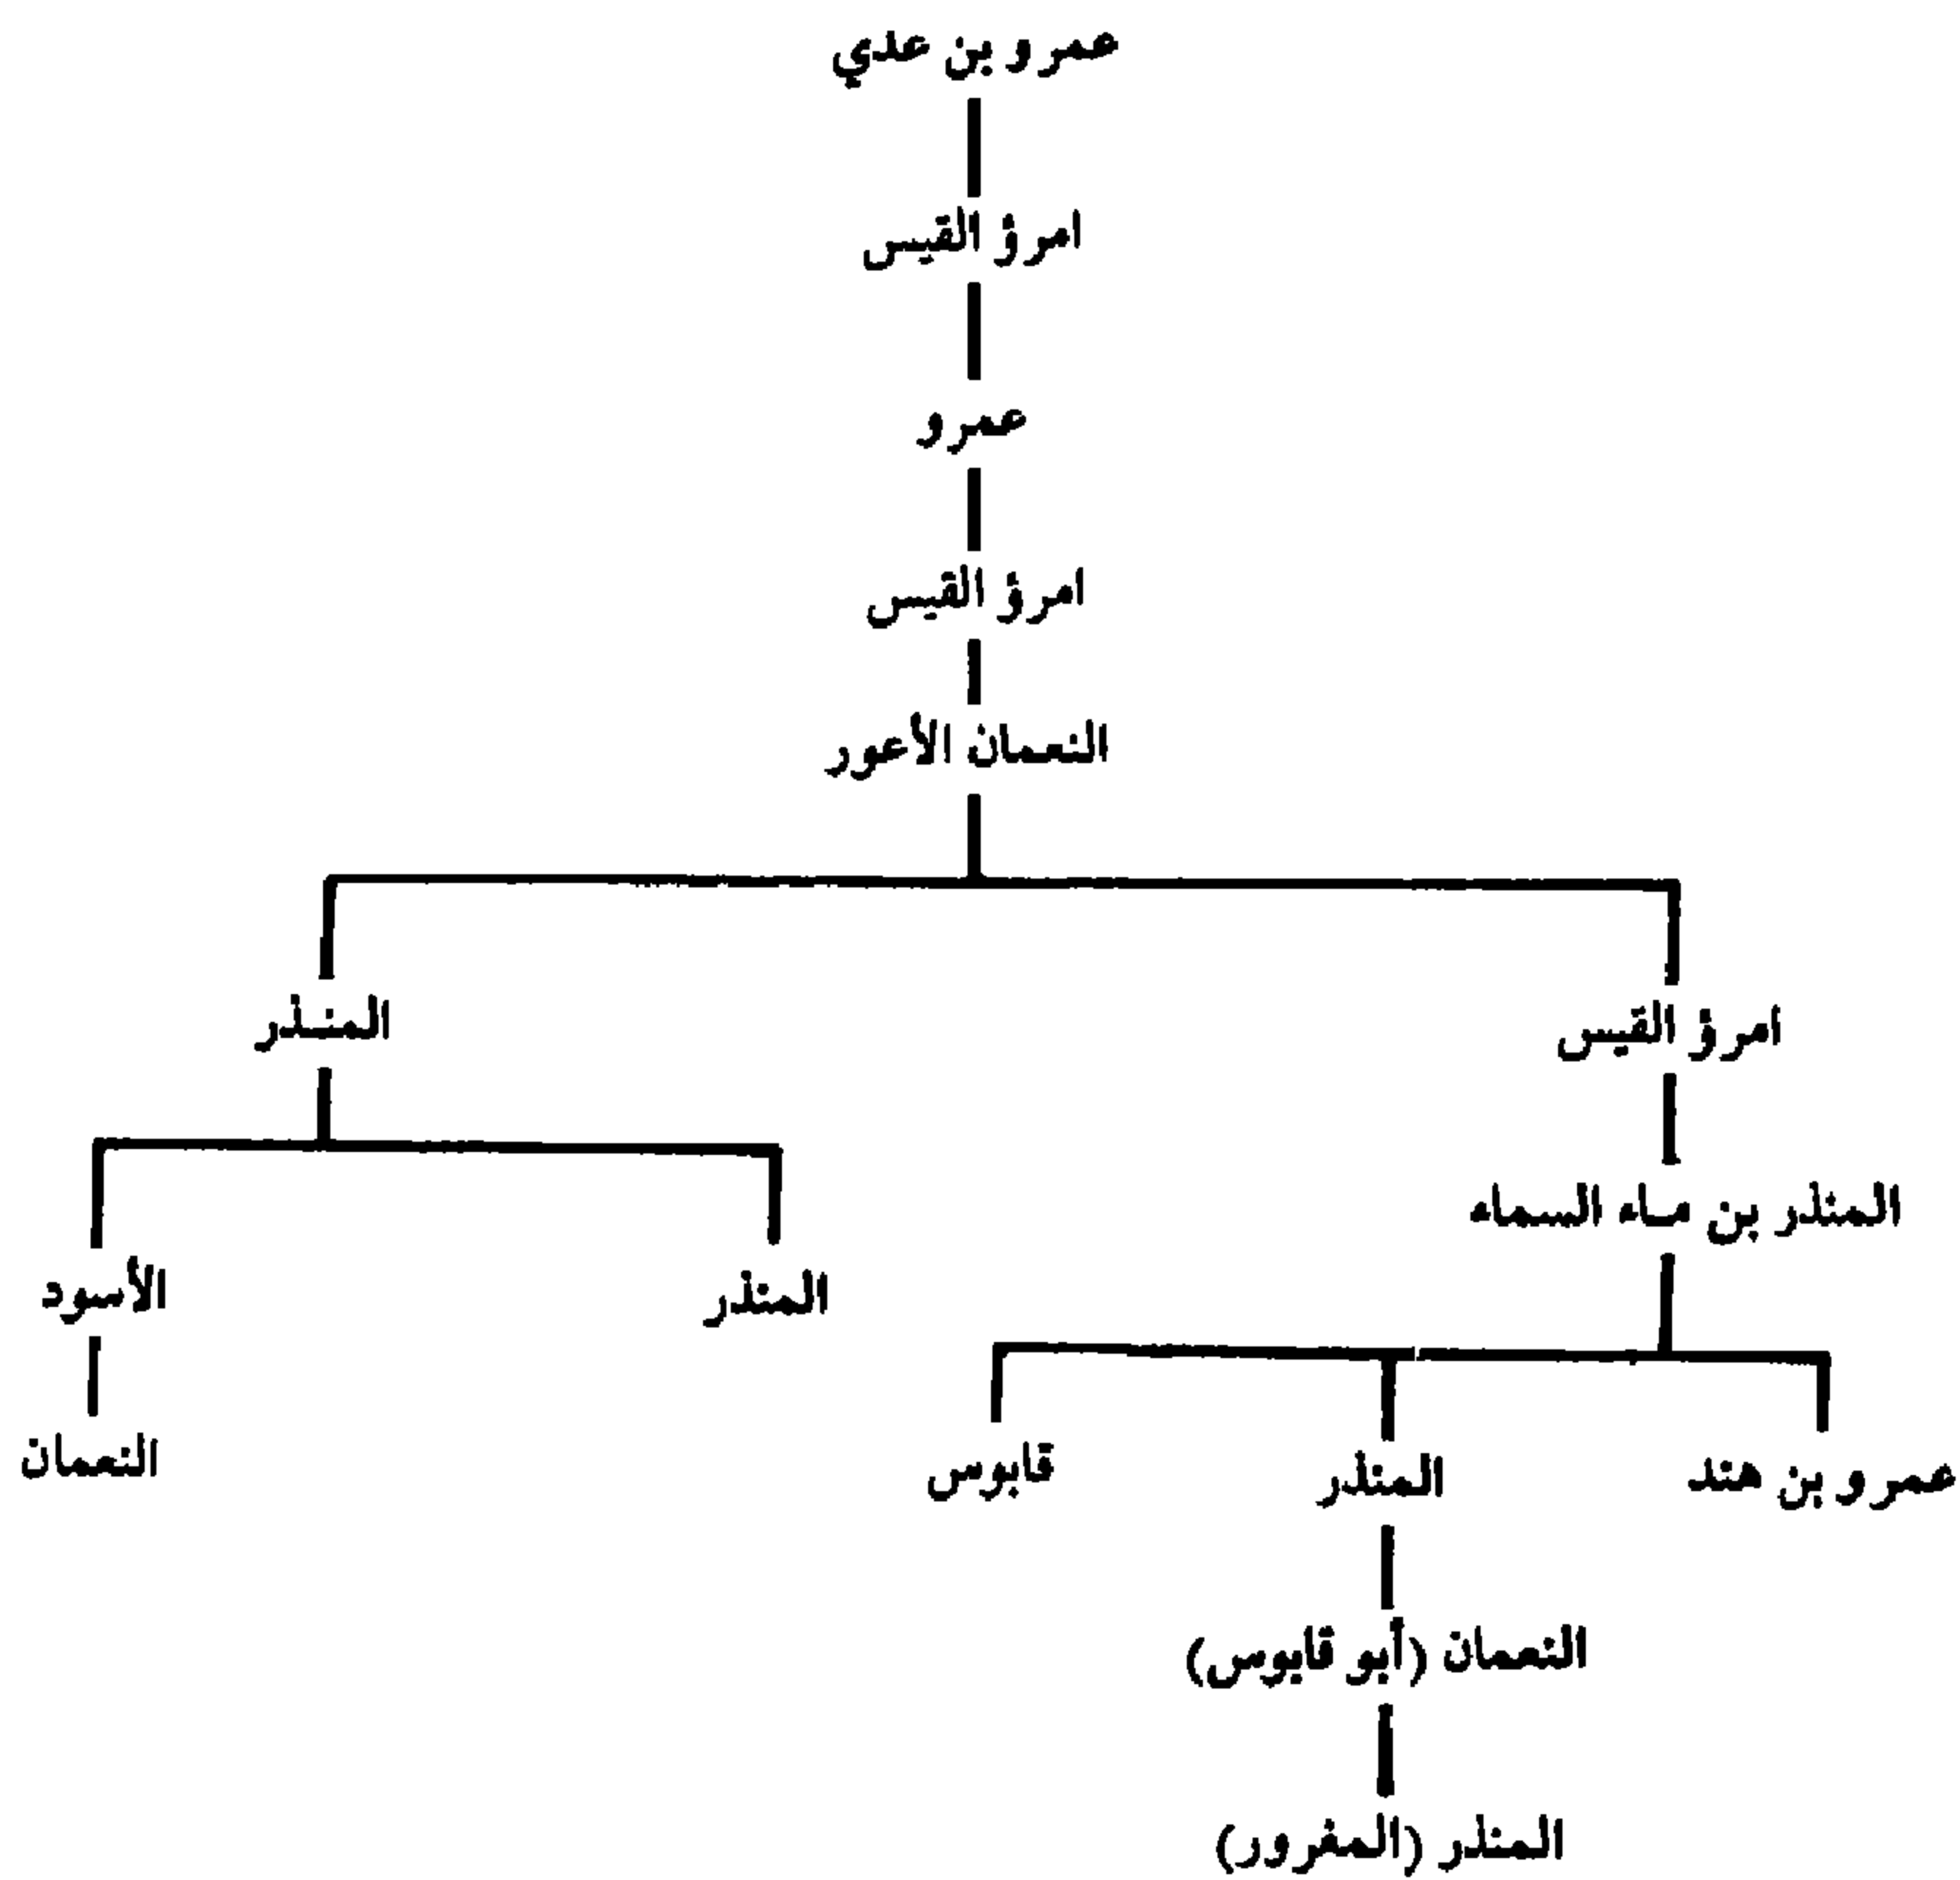 عمرو بن عدي
امرؤ القيس
عمرو
امرؤ القيس
النعمان الأعور
امرؤ القيس
المنذر
المنذر بن ماء السماء
المنذر
الأسود
عمرو بن هند
المنذر
قابوس
النعمان
النعمان (أبو قابوس)
المنذر (المغرور)